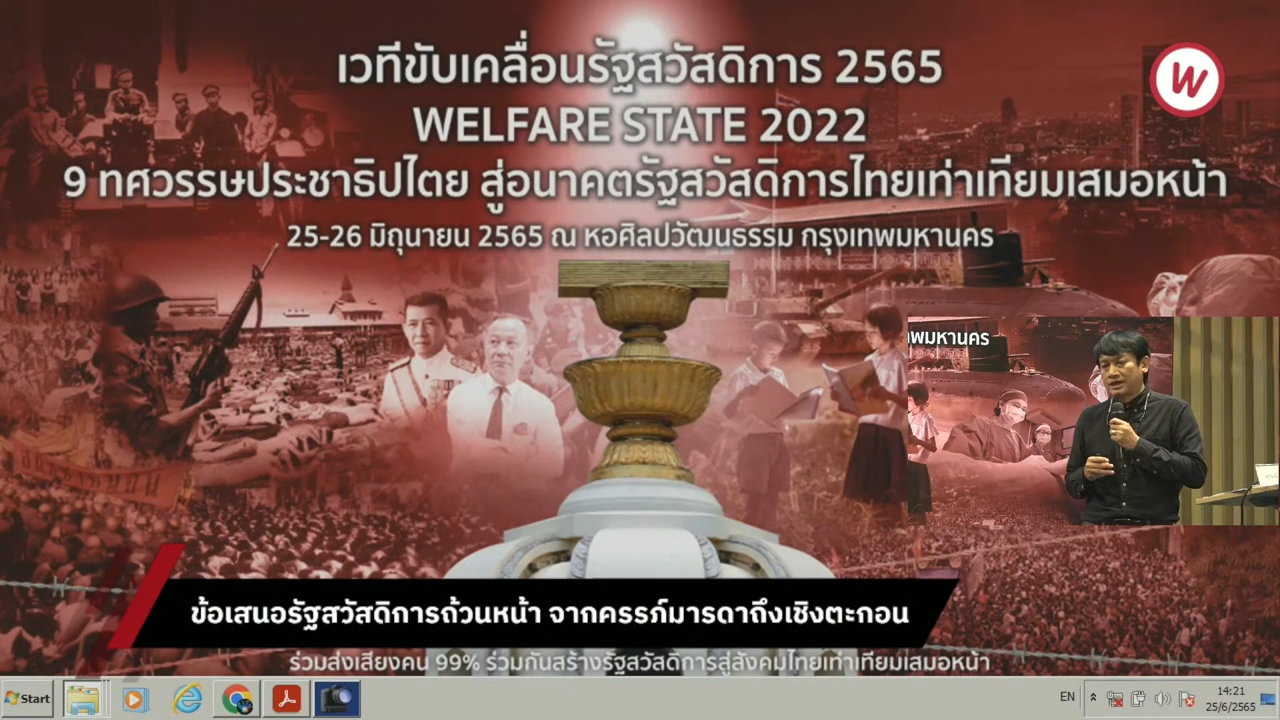 เวทีขับเคลื่อนรัฐสวัสดิการ 2565
W
WELFARE STATE 2022
9 ทศวรรษประชาธิปไตย สู่อนาคตรัฐสวัสดิการไทยเท่าเทียมเสมอหน้า
25-26 มิถุนายน 2565 ณ หอศิลปวัฒนธรรม กรุงเทพมหานคร
ทพมหานคร
ข้อเสนอรัฐสวัสดิการถ้วนหน้า จากครรภ์มารดาถึงเชิงตะกอน
ร่วมส่งเสียงคน 99% ร่วมกันสร้างรัฐสวัสดิการสู่สังคมไทยเท่าเทียมเสมอหน้า
Start
EN
14:21
25/6/2565